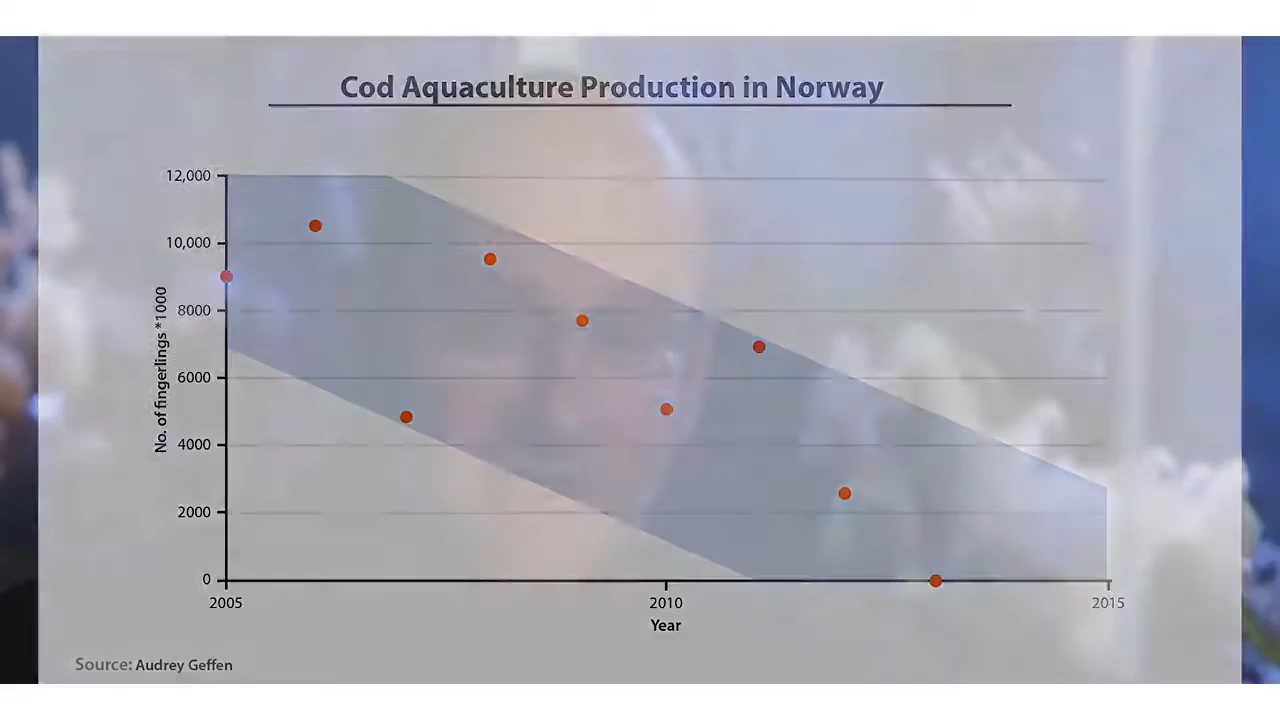 Cod Aquaculture Production in Norway
12,000
10,000
8000
6000
4000
2000
0
No. of fingerlings *1000
2005
2010
2015
Year
Source: Audrey Geffen